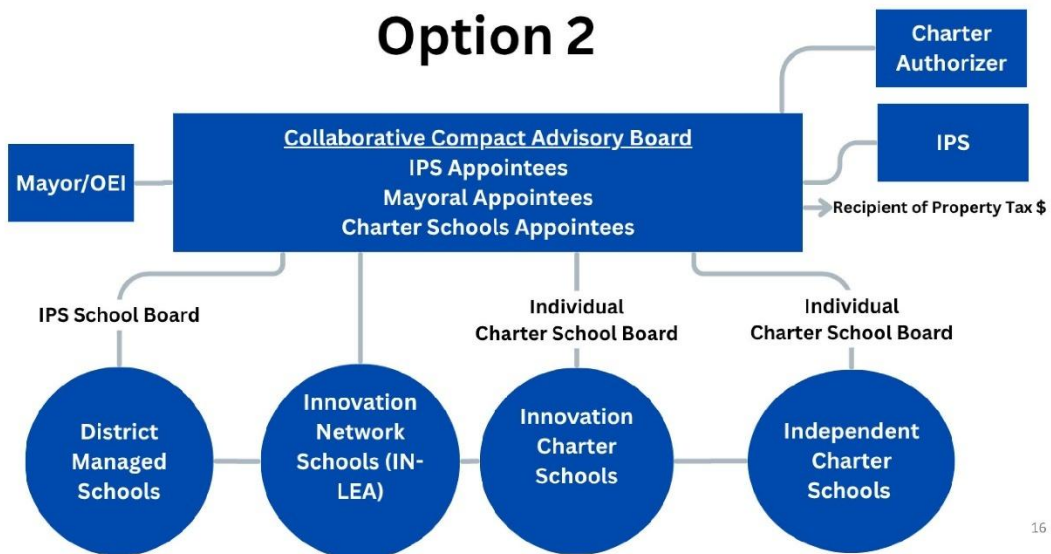 Option 2
Charter
Authorizer
Collaborative Compact Advisory Board
IPS Appointees
Mayoral Appointees
Charter Schools Appointees
Mayor/OEI
IPS
Recipient of Property Tax $
IPS School Board
Individual
Charter School Board
Individual
Charter School Board
District
Managed
Schools
Innovation
Network
Schools (IN-
LEA)
Innovation
Charter
Schools
Independent
Charter
Schools
16